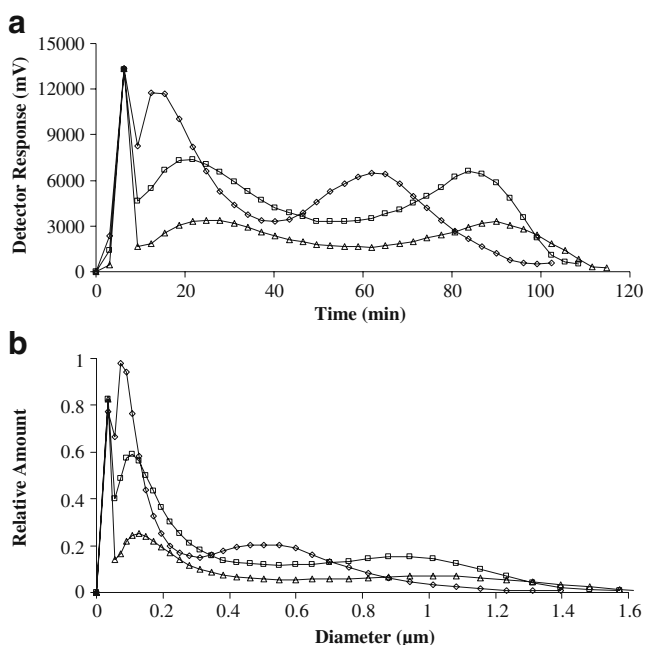 a
15000
12000
9000
6000
3000
0
Detector Response (mV)
0 20 40 60 80 100 120
Time (min)
b
1
0.8
0.6
0.4
0.2
0
Relative Amount
0 0.2 0.4 0.6 0.8 1 1.2 1.4 1.6
Diameter (µm)